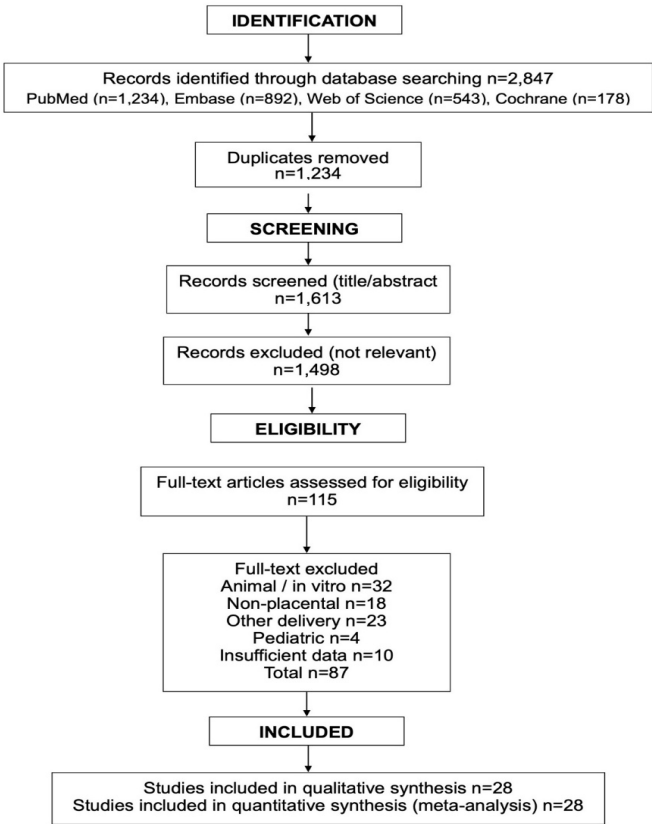 IDENTIFICATION
Records identified through database searching n=2,847
PubMed (n=1,234), Embase (n=892), Web of Science (n=543), Cochrane (n=178)
Duplicates removed
n=1,234
SCREENING
Records screened (title/abstract
n=1,613
Records excluded (not relevant)
n=1,498
ELIGIBILITY
Full-text articles assessed for eligibility
n=115
Full-text excluded
Animal / in vitro n=32
Non-placental n=18
Other delivery n=23
Pediatric n=4
Insufficient data n=10
Total n=87
INCLUDED
Studies included in qualitative synthesis n=28
Studies included in quantitative synthesis (meta-analysis) n=28